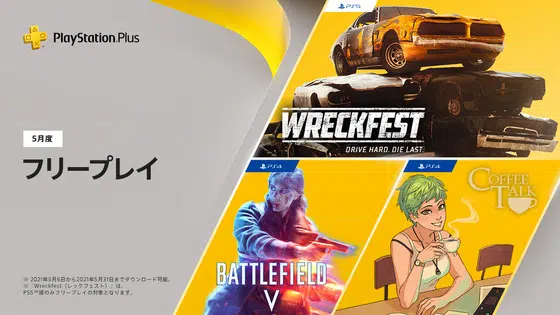 PlayStation.Plus
5月度
フリープレイ
※ 2021年5月6日から2021年5月31日までダウンロード可能。
※『Wreckfest（レックフェスト）』は、
PS5™版のみフリープレイの対象となります。
PS5
WRECKFEST
DRIVE HARD. DIE LAST.
PS4
BATTLEFIELD
V
PS4
COFFEE
TALK